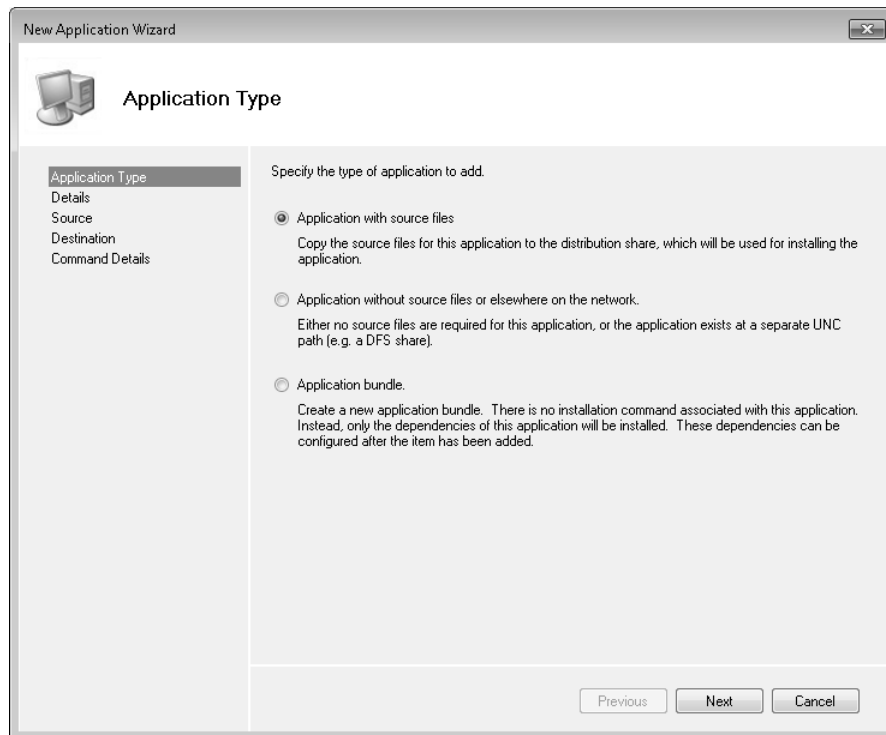 New Application Wizard
Application Type
Application Type
Details
Source
Destination
Command Details
Specify the type of application to add.
Application with source files
Copy the source files for this application to the distribution share, which will be used for installing the
application.
Application without source files or elsewhere on the network.
Either no source files are required for this application, or the application exists at a separate UNC
path (e.g. a DFS share).
Application bundle.
Create a new application bundle.  There is no installation command associated with this application.
Instead, only the dependencies of this application will be installed.  These dependencies can be
configured after the item has been added.
Previous
Next
Cancel